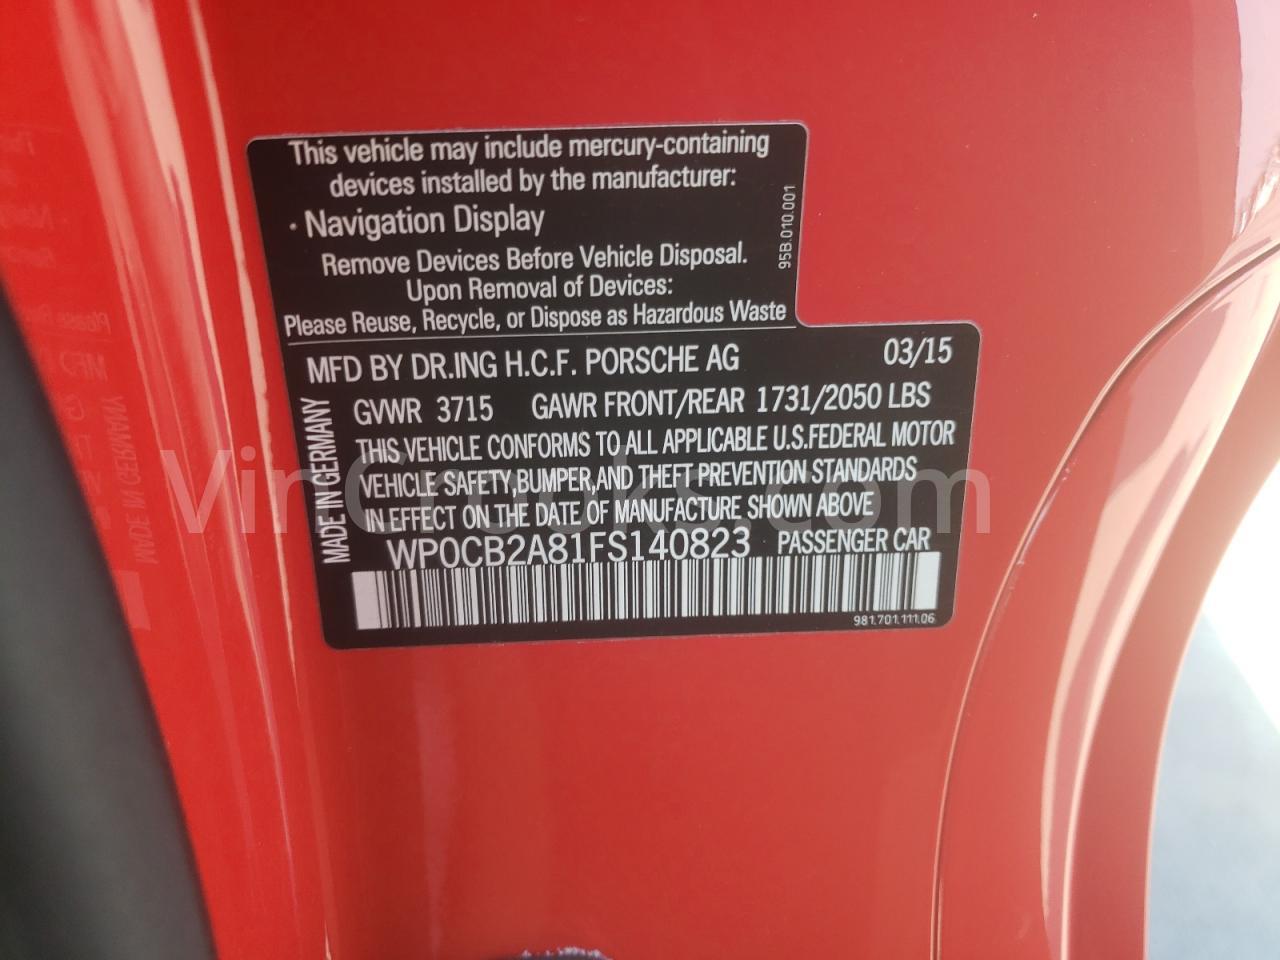 This vehicle may include mercury-containing
devices installed by the manufacturer:
· Navigation Display
Remove Devices Before Vehicle Disposal.
Upon Removal of Devices:
Please Reuse, Recycle, or Dispose as Hazardous Waste
95B.010.001
MFD BY DR.ING H.C.F. PORSCHE AG 03/15
GVWR 3715 GAWR FRONT/REAR 1731/2050 LBS
THIS VEHICLE CONFORMS TO ALL APPLICABLE U.S.FEDERAL MOTOR
VEHICLE SAFETY,BUMPER,AND THEFT PREVENTION STANDARDS
IN EFFECT ON THE DATE OF MANUFACTURE SHOWN ABOVE
WP0CB2A81FS140823 PASSENGER CAR
MADE IN GERMANY
981.701.111.06
VinCrooks.com